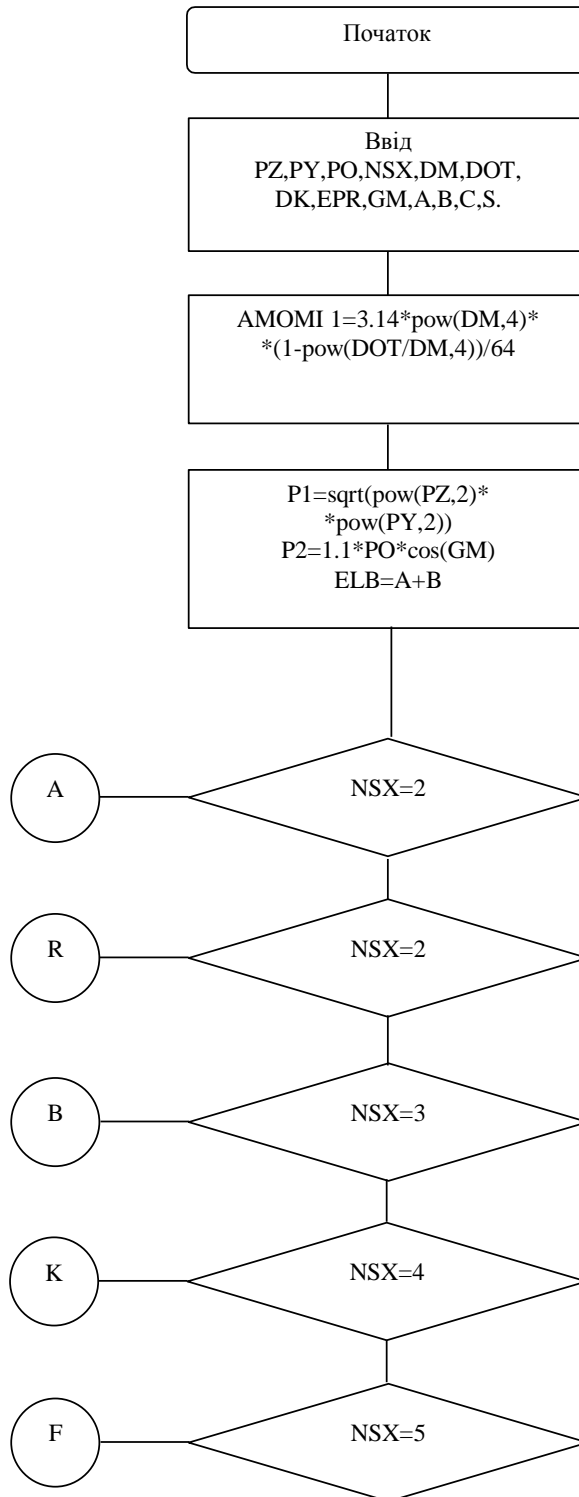 Початок
Ввід
PZ,PY,PO,NSX,DM,DOT,
DK,EPR,GM,A,B,C,S.
AMOMI 1=3.14*pow(DM,4)*
*(1-pow(DOT/DM,4))/64
P1=sqrt(pow(PZ,2)*
*pow(PY,2))
P2=1.1*PO*cos(GM)
ELB=A+B
A
NSX=2
R
NSX=2
B
NSX=3
K
NSX=4
F
NSX=5